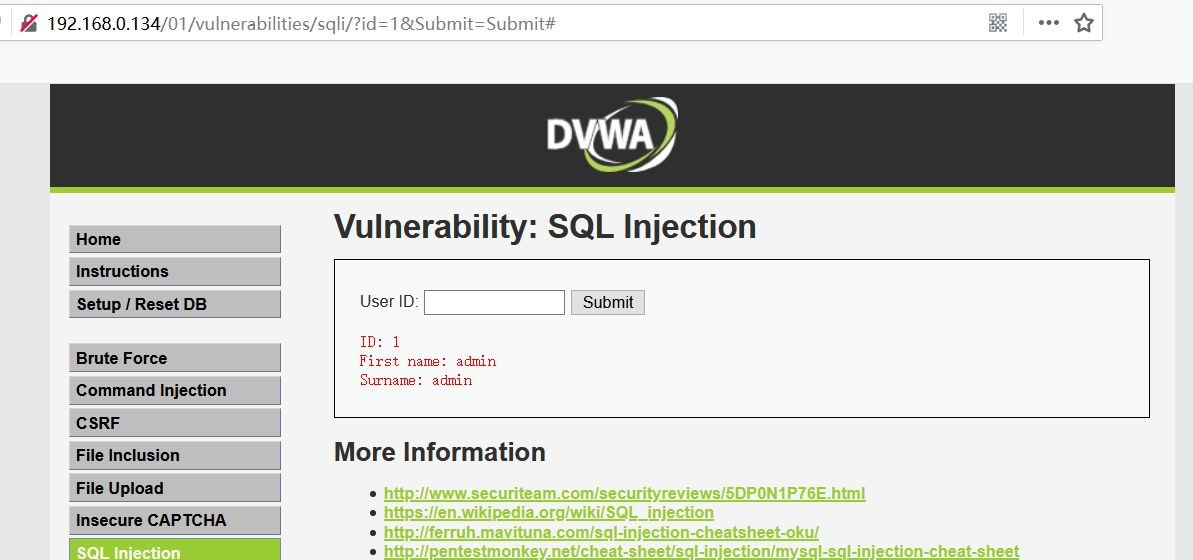 192.168.0.134/01/vulnerabilities/sqli/?id=1&Submit=Submit#
DVWA
Vulnerability: SQL Injection
Home
Instructions
Setup / Reset DB
Brute Force
Command Injection
CSRF
File Inclusion
File Upload
Insecure CAPTCHA
SQL Injection
User ID:
Submit
ID: 1
First name: admin
Surname: admin
More Information
http://www.securiteam.com/securityreviews/5DP0N1P76E.html
https://en.wikipedia.org/wiki/SQL_injection
http://ferruh.mavituna.com/sql-injection-cheatsheet-oku/
http://pentestmonkey.net/cheat-sheet/sql-injection/mysql-sql-injection-cheat-sheet